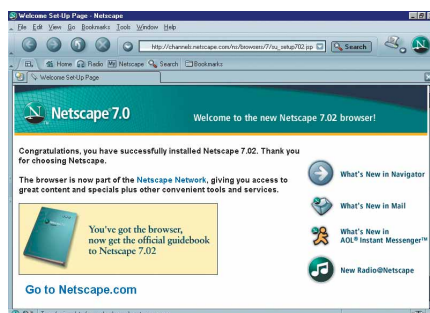 Welcome Set-Up Page - Netscape
File Edit View Go Bookmarks Tools Window Help
http://channels.netscape.com/ns/browsers/7/su_setup702.jsp Search
Home Radio My Netscape Search Bookmarks
Welcome Set-Up Page
Netscape 7.0 Welcome to the new Netscape 7.02 browser!
Congratulations, you have successfully installed Netscape 7.02. Thank you
for choosing Netscape.
The browser is now part of the Netscape Network, giving you access to
great content and specials plus other convenient tools and services.
You've got the browser,
now get the official guidebook
to Netscape 7.02
Go to Netscape.com
What's New in Navigator
What's New in Mail
What's New in
AOL® Instant Messenger™
New Radio@Netscape